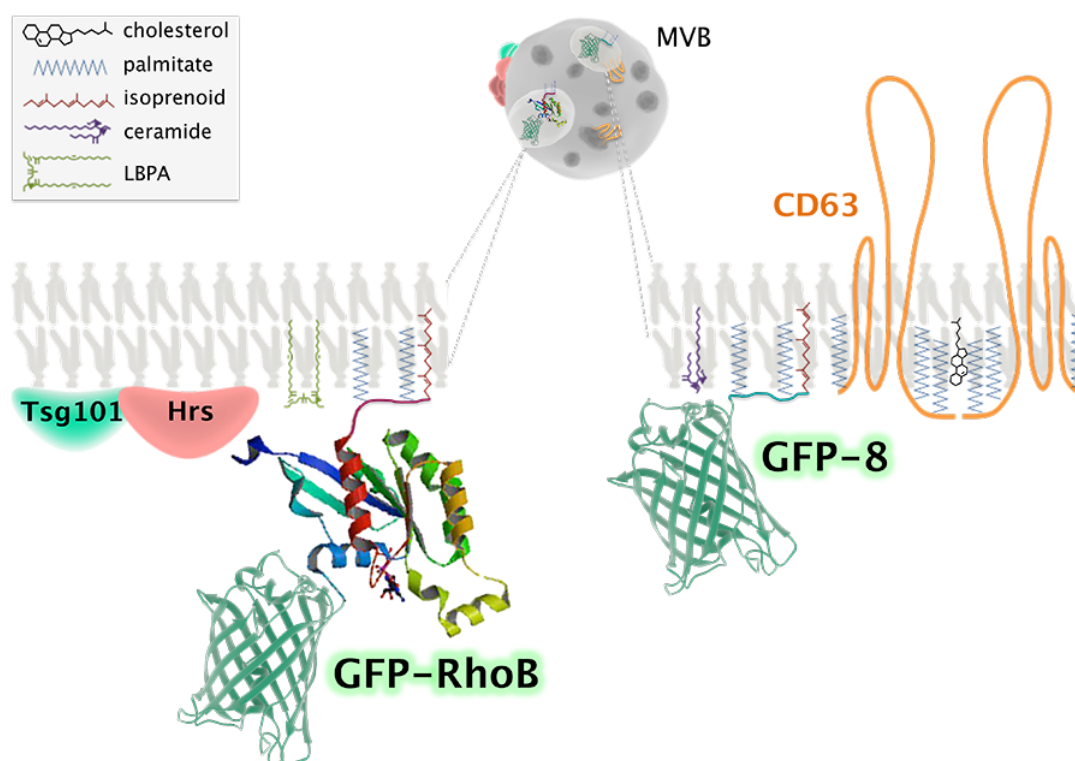 cholesterol
palmitate
isoprenoid
ceramide
LBPA
MVB
CD63
Tsg101
Hrs
GFP-8
GFP-RhoB